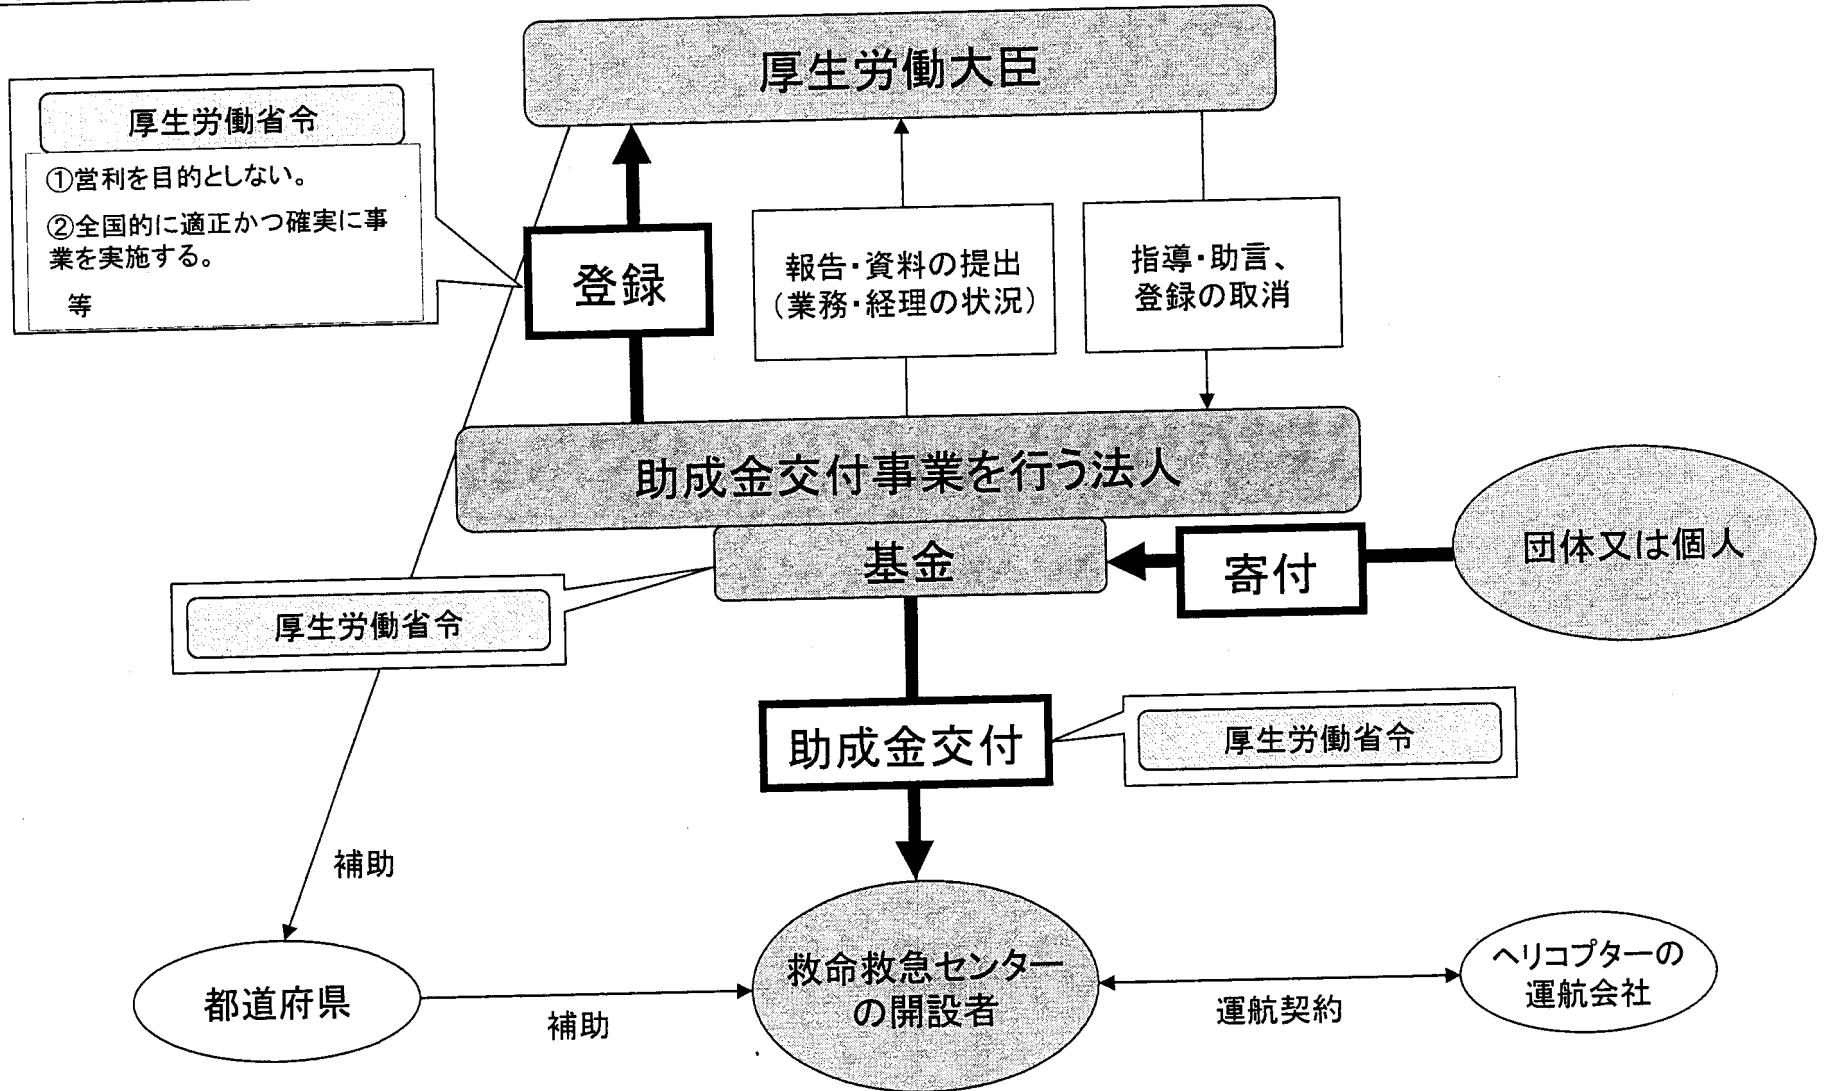 厚生労働大臣
厚生労働省令
①営利を目的としない。
②全国的に適正かつ確実に事
業を実施する。
等
登録
報告・資料の提出
（業務・経理の状況）
指導・助言、
登録の取消
助成金交付事業を行う法人
基金
寄付
団体又は個人
厚生労働省令
助成金交付
厚生労働省令
補助
都道府県
補助
救命救急センター
の開設者
運航契約
ヘリコプターの
運航会社